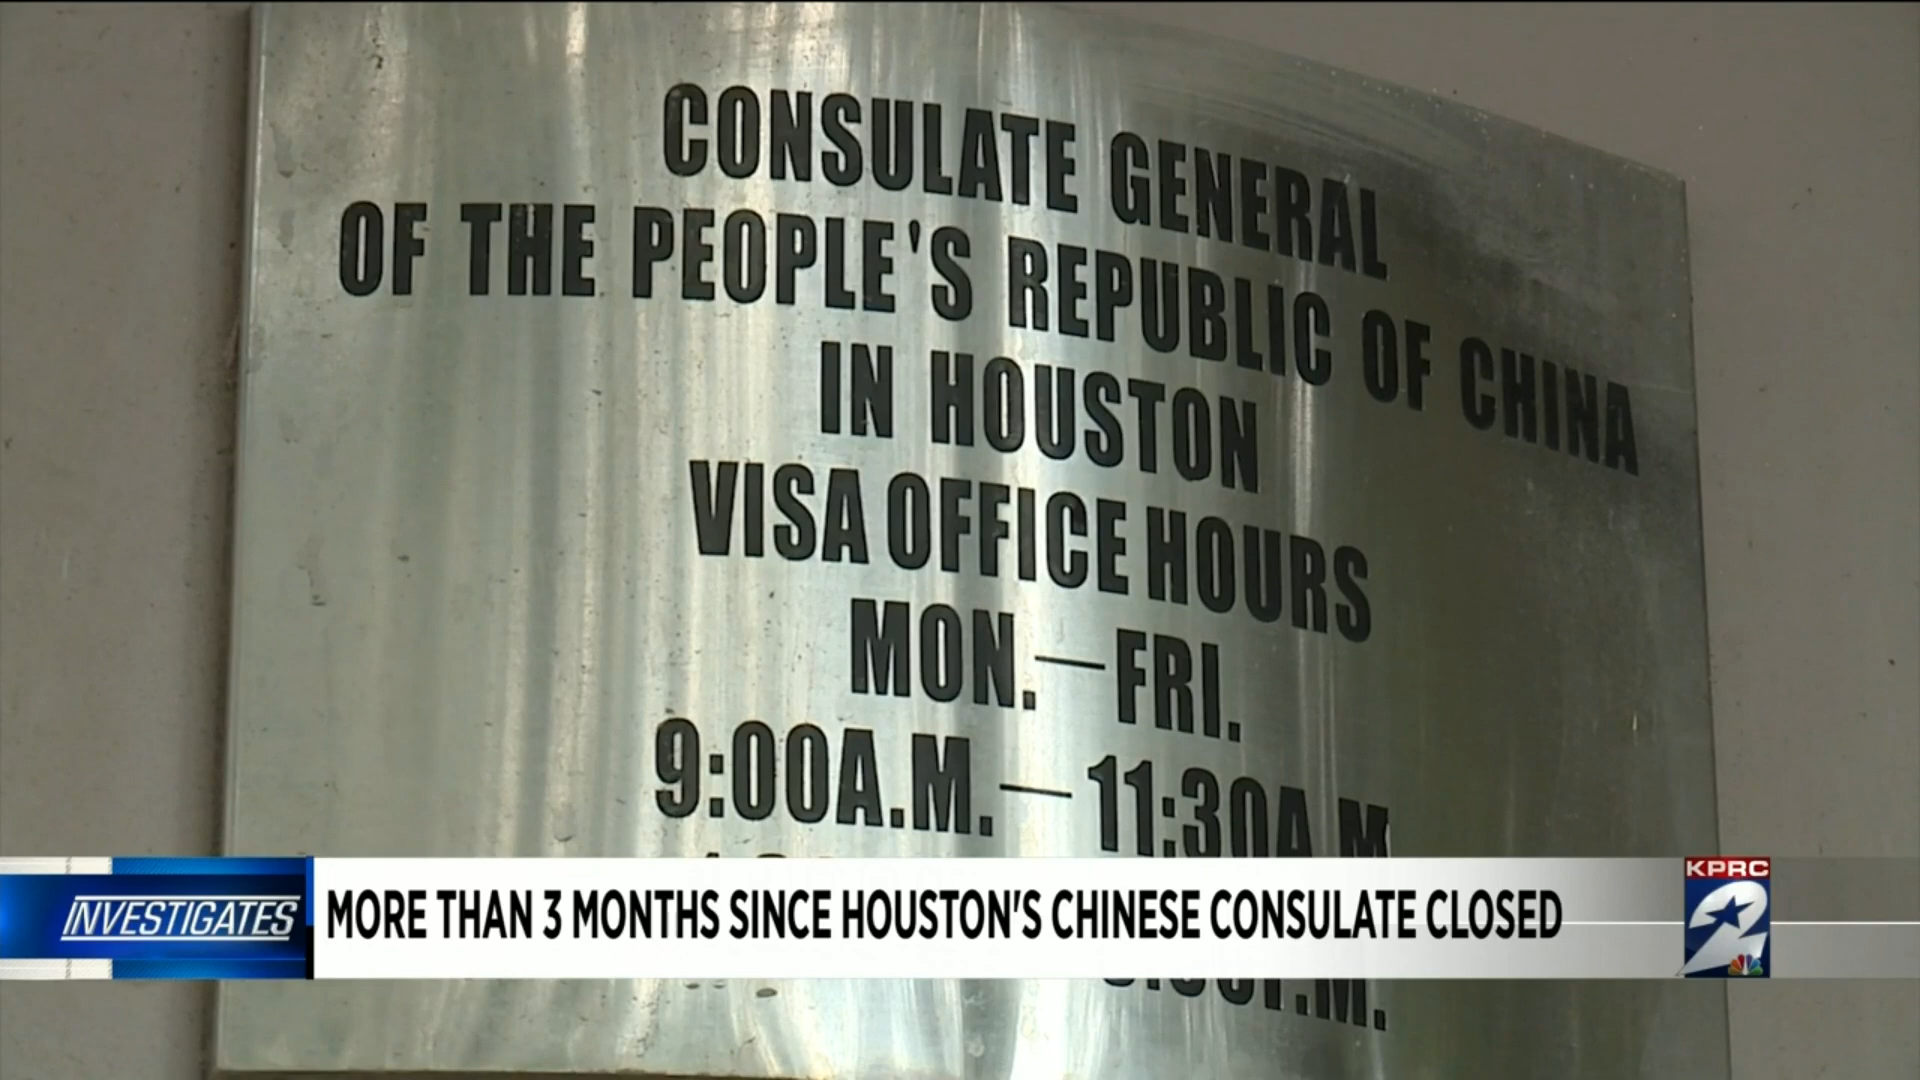 CONSULATE GENERAL
OF THE PEOPLE'S REPUBLIC OF CHINA
IN HOUSTON
VISA OFFICE HOURS
MON.—FRI.
9:00A.M.—11:30A.M
INVESTIGATES
MORE THAN 3 MONTHS SINCE HOUSTON'S CHINESE CONSULATE CLOSED
KPRC
2